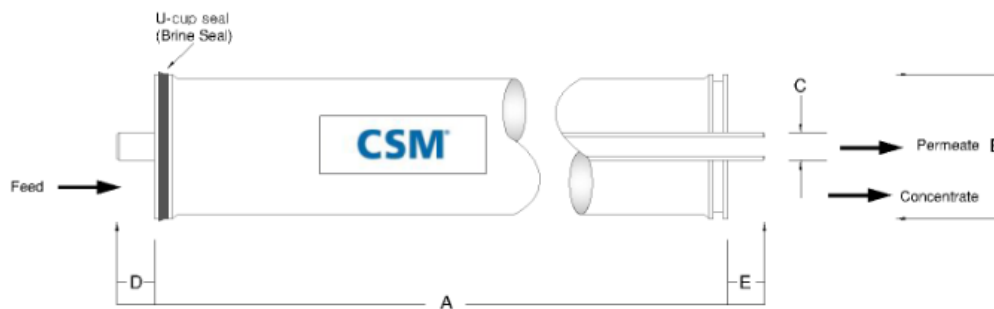 U-cup seal
(Brine Seal)
C
CSM
Feed
Permeate
Concentrate
D
A
E